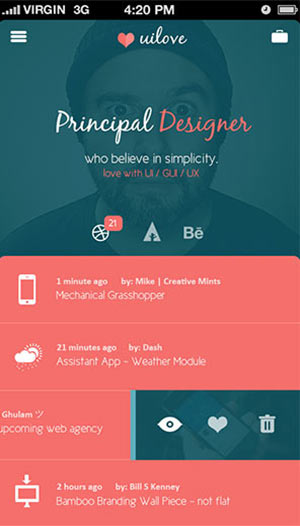 VIRGIN 3G 4:20 PM
uilove
Principal Designer
who believe in simplicity.
love with UI / GUI / UX
21
Bē
1 minute ago by: Mike | Creative Mints
Mechanical Grasshopper
21 minutes ago by: Dash
Assistant App - Weather Module
Ghulam ツ
upcoming web agency
2 hours ago by: Bill S Kenney
Bamboo Branding Wall Piece - not flat